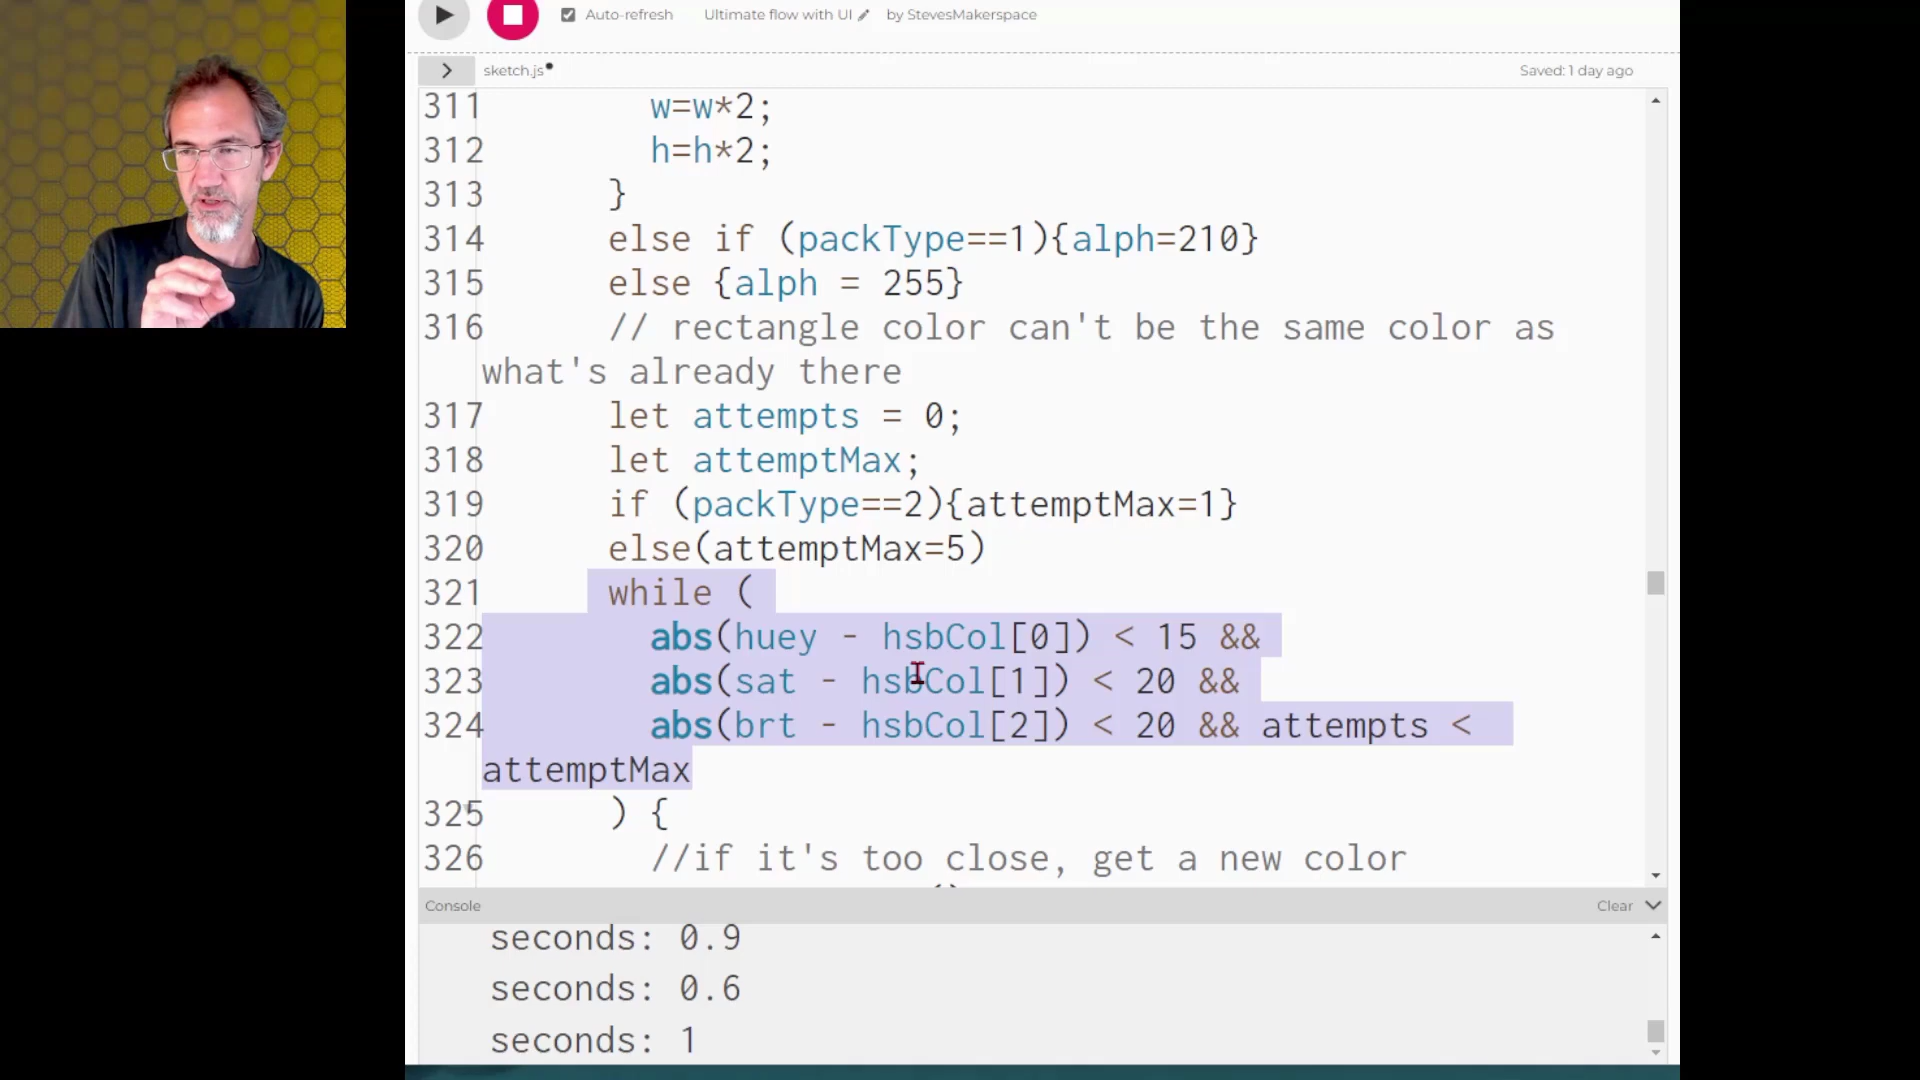 Auto-refresh Ultimate flow with UI by StevesMakerspace
sketch.js Saved: 1 day ago
311 w=w*2;
312 h=h*2;
313 }
314 else if (packType==1){alph=210}
315 else {alph = 255}
316 // rectangle color can't be the same color as
what's already there
317 let attempts = 0;
318 let attemptMax;
319 if (packType==2){attemptMax=1}
320 else(attemptMax=5)
321 while (
322 abs(huey - hsbCol[0]) < 15 &&
323 abs(sat - hsbCol[1]) < 20 &&
324 abs(brt - hsbCol[2]) < 20 && attempts <
attemptMax
325 ) {
326 //if it's too close, get a new color
Console Clear
seconds: 0.9
seconds: 0.6
seconds: 1